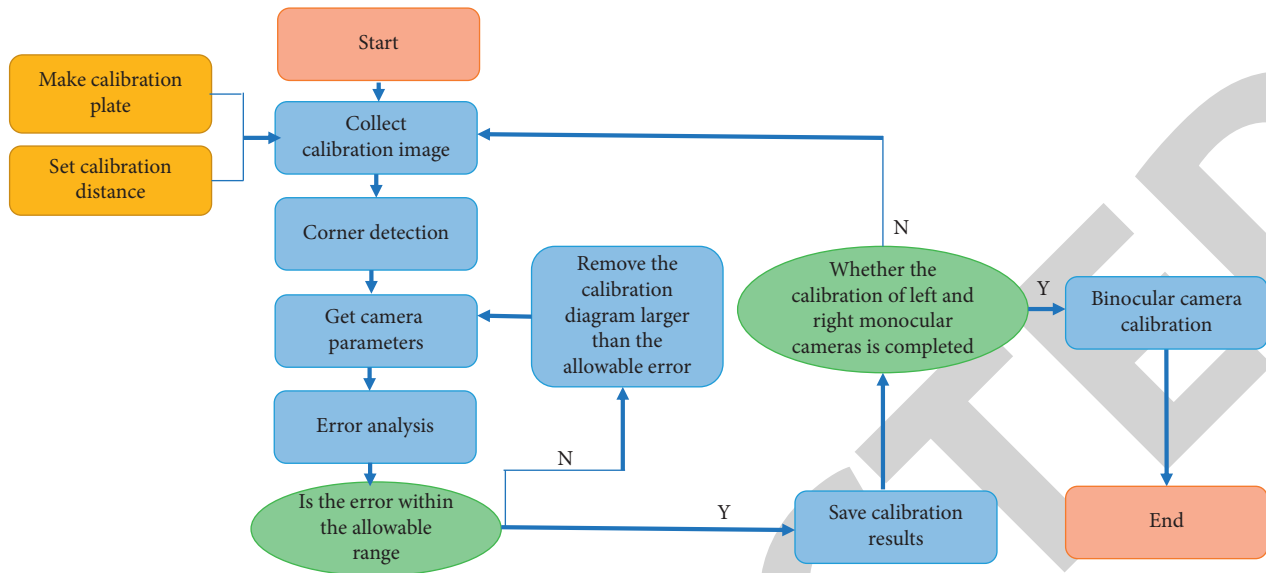 Start
Make calibration
plate
Set calibration
distance
Collect
calibration image
Corner detection
Get camera
parameters
Error analysis
Is the error within
the allowable
range
N
Remove the
calibration
diagram larger
than the
allowable error
Y
Save calibration
results
Whether the
calibration of left and
right monocular
cameras is completed
N
Y
Binocular camera
calibration
End